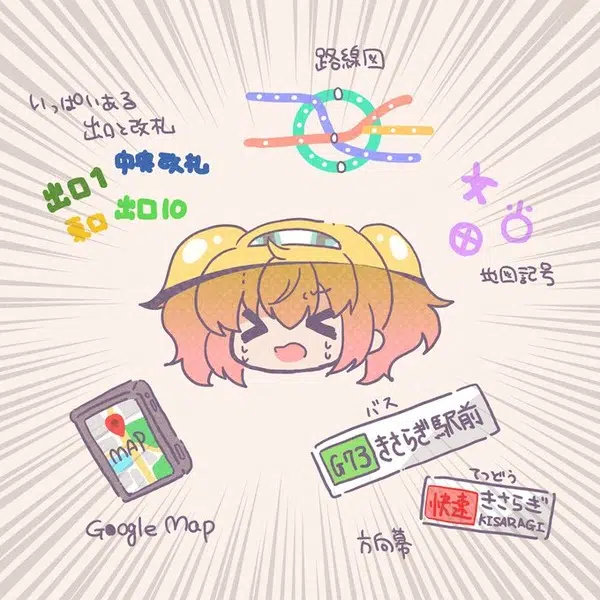 路線図
いっぱいある
出口と改札
中央改札
出口1
出口10
地図記号
MAP
Google Map
バス
G73 きさらぎ駅前
てつどう
快速 きさらぎ
KISARAGI
方向幕